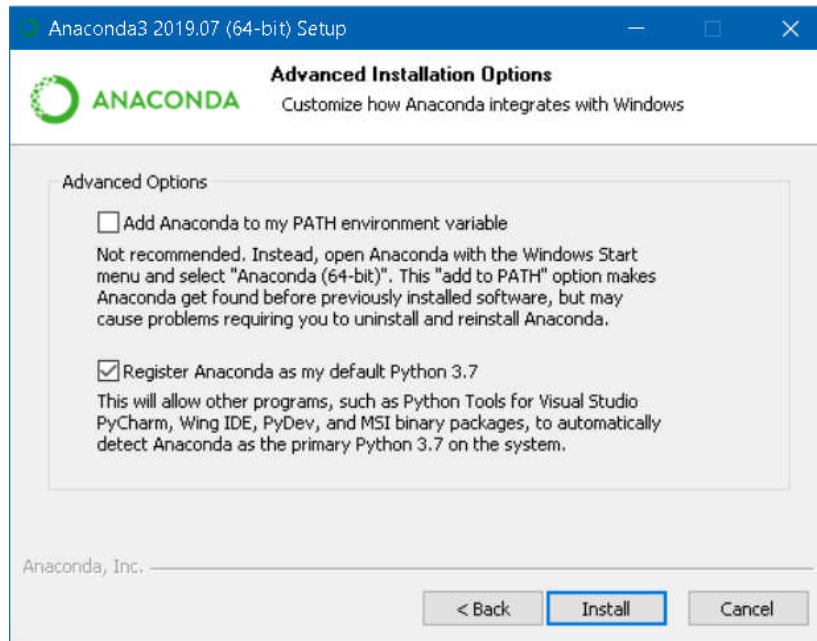 Anaconda3 2019.07 (64-bit) Setup
Advanced Installation Options
ANACONDA
Customize how Anaconda integrates with Windows
Advanced Options
Add Anaconda to my PATH environment variable
Not recommended. Instead, open Anaconda with the Windows Start
menu and select "Anaconda (64-bit)". This "add to PATH" option makes
Anaconda get found before previously installed software, but may
cause problems requiring you to uninstall and reinstall Anaconda.
Register Anaconda as my default Python 3.7
This will allow other programs, such as Python Tools for Visual Studio
PyCharm, Wing IDE, PyDev, and MSI binary packages, to automatically
detect Anaconda as the primary Python 3.7 on the system.
Anaconda, Inc.
< Back
Install
Cancel